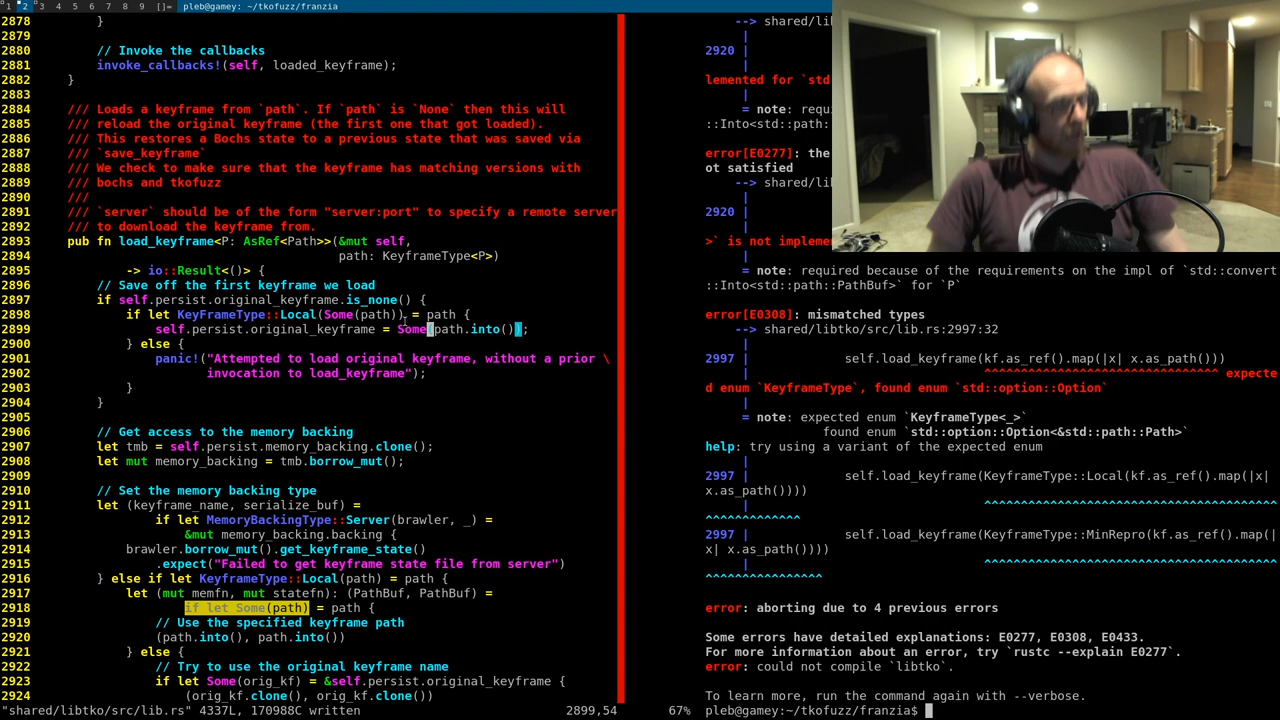 1 2 3 4 5 6 7 8 9 []= pleb@gamey: ~/tkofuzz/franzia
2878 }
2879
2880 // Invoke the callbacks
2881 invoke_callbacks!(self, loaded_keyframe);
2882 }
2883
2884 /// Loads a keyframe from `path`. If `path` is `None` then this will
2885 /// reload the original keyframe (the first one that got loaded).
2886 /// This restores a Bochs state to a previous state that was saved via
2887 /// `save_keyframe`
2888 /// We check to make sure that the keyframe has matching versions with
2889 /// bochs and tkofuzz
2890 ///
2891 /// `server` should be of the form "server:port" to specify a remote server
2892 /// to download the keyframe from.
2893 pub fn load_keyframe<P: AsRef<Path>>(&mut self,
2894 path: KeyframeType<P>)
2895 -> io::Result<()> {
2896 // Save off the first keyframe we load
2897 if self.persist.original_keyframe.is_none() {
2898 if let KeyFrameType::Local(Some(path)) = path {
2899 self.persist.original_keyframe = Some(path.into());
2900 } else {
2901 panic!("Attempted to load original keyframe, without a prior \
2902 invocation to load_keyframe");
2903 }
2904 }
2905
2906 // Get access to the memory backing
2907 let tmb = self.persist.memory_backing.clone();
2908 let mut memory_backing = tmb.borrow_mut();
2909
2910 // Set the memory backing type
2911 let (keyframe_name, serialize_buf) =
2912 if let MemoryBackingType::Server(brawler, _) =
2913 &mut memory_backing.backing {
2914 brawler.borrow_mut().get_keyframe_state()
2915 .expect("Failed to get keyframe state file from server")
2916 } else if let KeyframeType::Local(path) = path {
2917 let (mut memfn, mut statefn): (PathBuf, PathBuf) =
2918 if let Some(path) = path {
2919 // Use the specified keyframe path
2920 (path.into(), path.into())
2921 } else {
2922 // Try to use the original keyframe name
2923 if let Some(orig_kf) = &self.persist.original_keyframe {
2924 (orig_kf.clone(), orig_kf.clone())
"shared/libtko/src/lib.rs" 4337L, 170988C written 2899,54 67%
--> shared/lib
|
2920 |
|
lemented for `std
|
= note: requi
::Into<std::path:
error[E0277]: the
ot satisfied
--> shared/lib
|
2920 |
|
>` is not impleme
|
= note: required because of the requirements on the impl of `std::convert
::Into<std::path::PathBuf>` for `P`
error[E0308]: mismatched types
--> shared/libtko/src/lib.rs:2997:32
|
2997 | self.load_keyframe(kf.as_ref().map(|x| x.as_path()))
| ^^^^^^^^^^^^^^^^^^^^^^^^^^^^^^^^ expecte
d enum `KeyframeType`, found enum `std::option::Option`
|
= note: expected enum `KeyframeType<_>`
found enum `std::option::Option<&std::path::Path>`
help: try using a variant of the expected enum
|
2997 | self.load_keyframe(KeyframeType::Local(kf.as_ref().map(|x|
x.as_path())))
| ^^^^^^^^^^^^^^^^^^^^^^^^^^^^^^^^^^^^^^^^
^^^^^^^^^^^^^
2997 | self.load_keyframe(KeyframeType::MinRepro(kf.as_ref().map(|
x| x.as_path())))
| ^^^^^^^^^^^^^^^^^^^^^^^^^^^^^^^^^^^^^^^^
^^^^^^^^^^^^^^^^
error: aborting due to 4 previous errors
Some errors have detailed explanations: E0277, E0308, E0433.
For more information about an error, try `rustc --explain E0277`.
error: could not compile `libtko`.
To learn more, run the command again with --verbose.
pleb@gamey:~/tkofuzz/franzia$